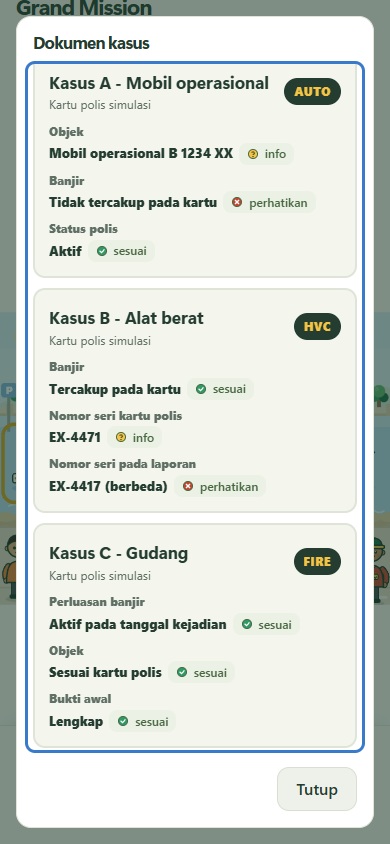 Grand Mission
Dokumen kasus
Kasus A - Mobil operasional
AUTO
Kartu polis simulasi
Objek
Mobil operasional B 1234 XX
info
Banjir
Tidak tercakup pada kartu
perhatikan
Status polis
Aktif
sesuai
Kasus B - Alat berat
HVC
Kartu polis simulasi
Banjir
Tercakup pada kartu
sesuai
Nomor seri kartu polis
EX-4471
info
Nomor seri pada laporan
EX-4417 (berbeda)
perhatikan
Kasus C - Gudang
FIRE
Kartu polis simulasi
Perluasan banjir
Aktif pada tanggal kejadian
sesuai
Objek
Sesuai kartu polis
sesuai
Bukti awal
Lengkap
sesuai
Tutup
P